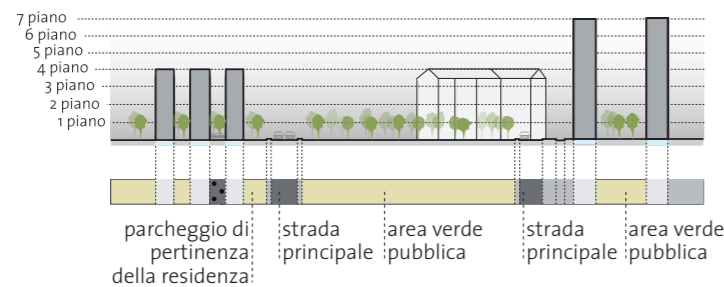 7 piano
6 piano
5 piano
4 piano
3 piano
2 piano
1 piano
parcheggio di
pertinenza
della residenza
strada
principale
area verde
pubblica
strada
principale
area verde
pubblica